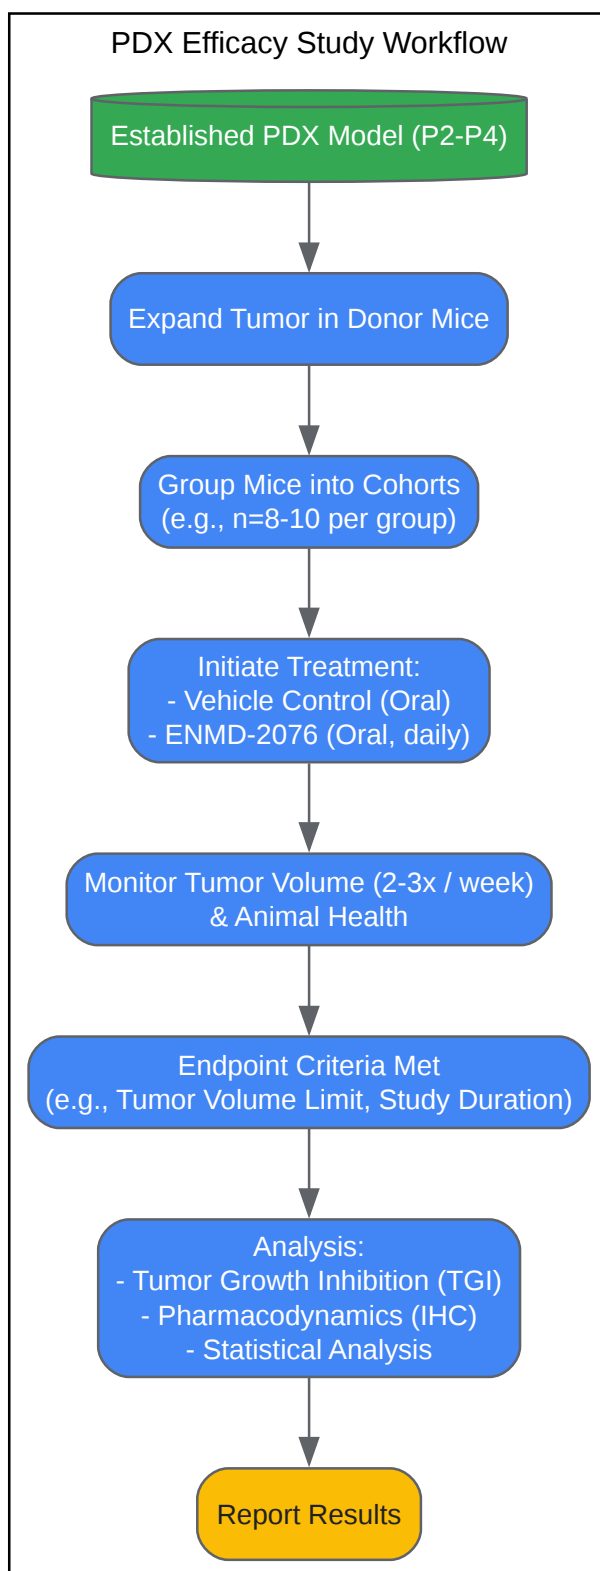 PDX Efficacy Study Workflow
Established PDX Model (P2-P4)
Expand Tumor in Donor Mice
Group Mice into Cohorts
(e.g., n=8-10 per group)
Initiate Treatment:
- Vehicle Control (Oral)
- ENMD-2076 (Oral, daily)
Monitor Tumor Volume (2-3x / week)
& Animal Health
Endpoint Criteria Met
(e.g., Tumor Volume Limit, Study Duration)
Analysis:
- Tumor Growth Inhibition (TGI)
- Pharmacodynamics (IHC)
- Statistical Analysis
Report Results